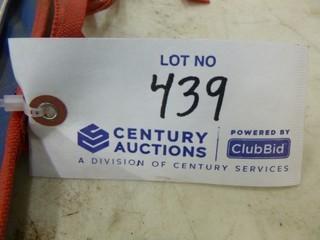 LOT NO
439
CENTURY
AUCTIONS
POWERED BY
ClubBid
A DIVISION OF CENTURY SERVICES